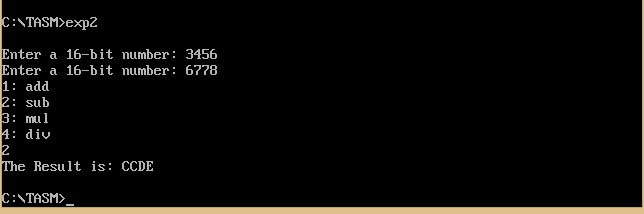 C:\TASM>exp2
Enter a 16-bit number: 3456
Enter a 16-bit number: 6778
1: add
2: sub
3: mul
4: div
2
The Result is: CCDE
C:\TASM>_